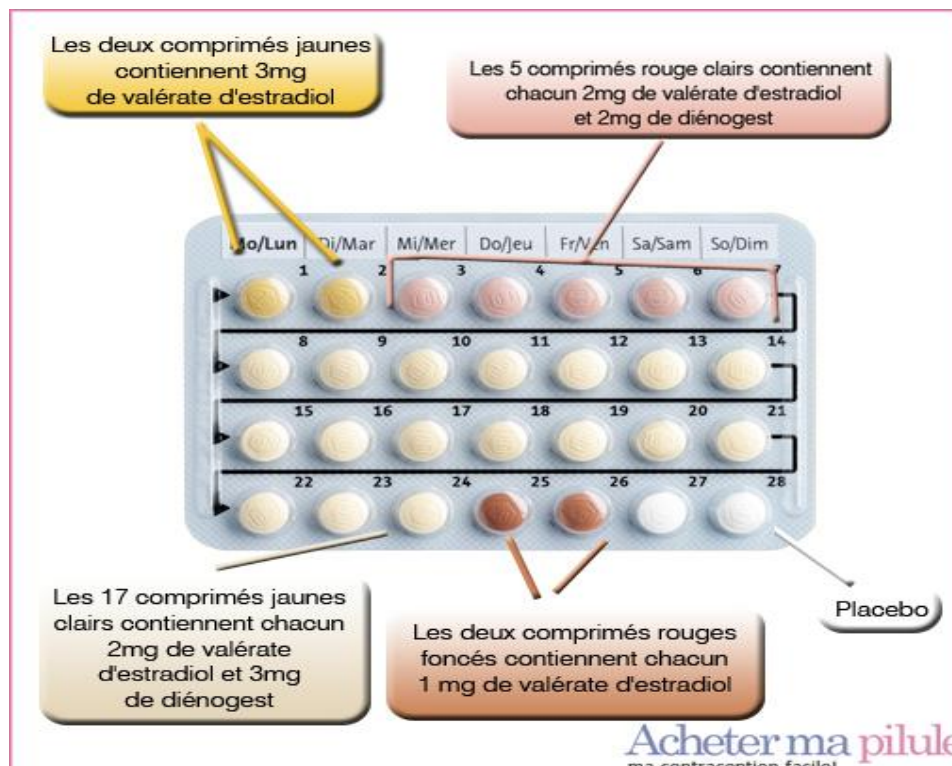 Les deux comprimés jaunes
contiennent 3mg
de valérate d'estradiol
Les 5 comprimés rouge clairs contiennent
chacun 2mg de valérate d'estradiol
et 2mg de diénogest
Mo/Lun Di/Mar Mi/Mer Do/Jeu Fr/Ven Sa/Sam So/Dim
1 2 3 4 5 6 7
8 9 10 11 12 13 14
15 16 17 18 19 20 21
22 23 24 25 26 27 28
Les 17 comprimés jaunes
clairs contiennent chacun
2mg de valérate
d'estradiol et 3mg
de diénogest
Les deux comprimés rouges
foncés contiennent chacun
1 mg de valérate d'estradiol
Placebo
Acheter ma pilule
ma contraception facile!